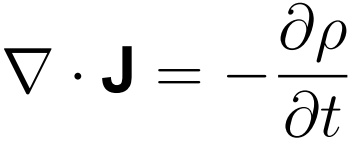 ∇ · J = −∂ρ/∂t